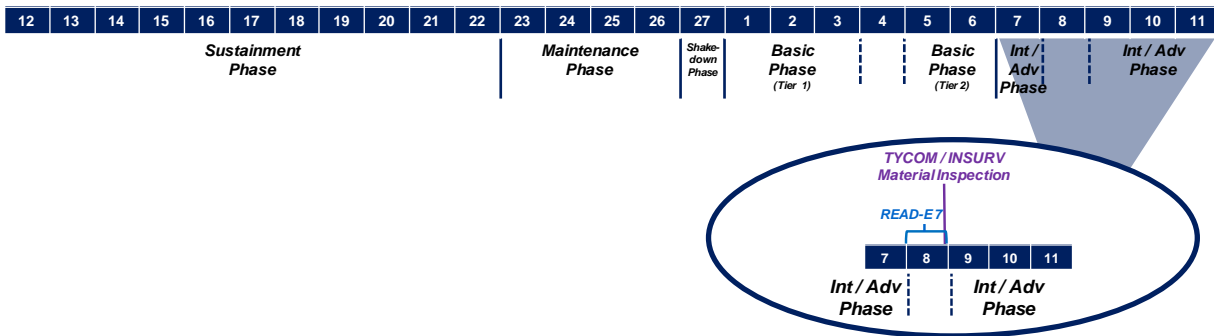 12 13 14 15 16 17 18 19 20 21 22 23 24 25 26 27 1 2 3 4 5 6 7 8 9 10 11
Sustainment
Phase
Maintenance
Phase
Shake-
down
Phase
Basic
Phase
(Tier 1)
Basic
Phase
(Tier 2)
Int /
Adv
Phase
Int / Adv
Phase
TYCOM / INSURV
Material Inspection
READ-E 7
7 8 9 10 11
Int / Adv
Phase
Int / Adv
Phase